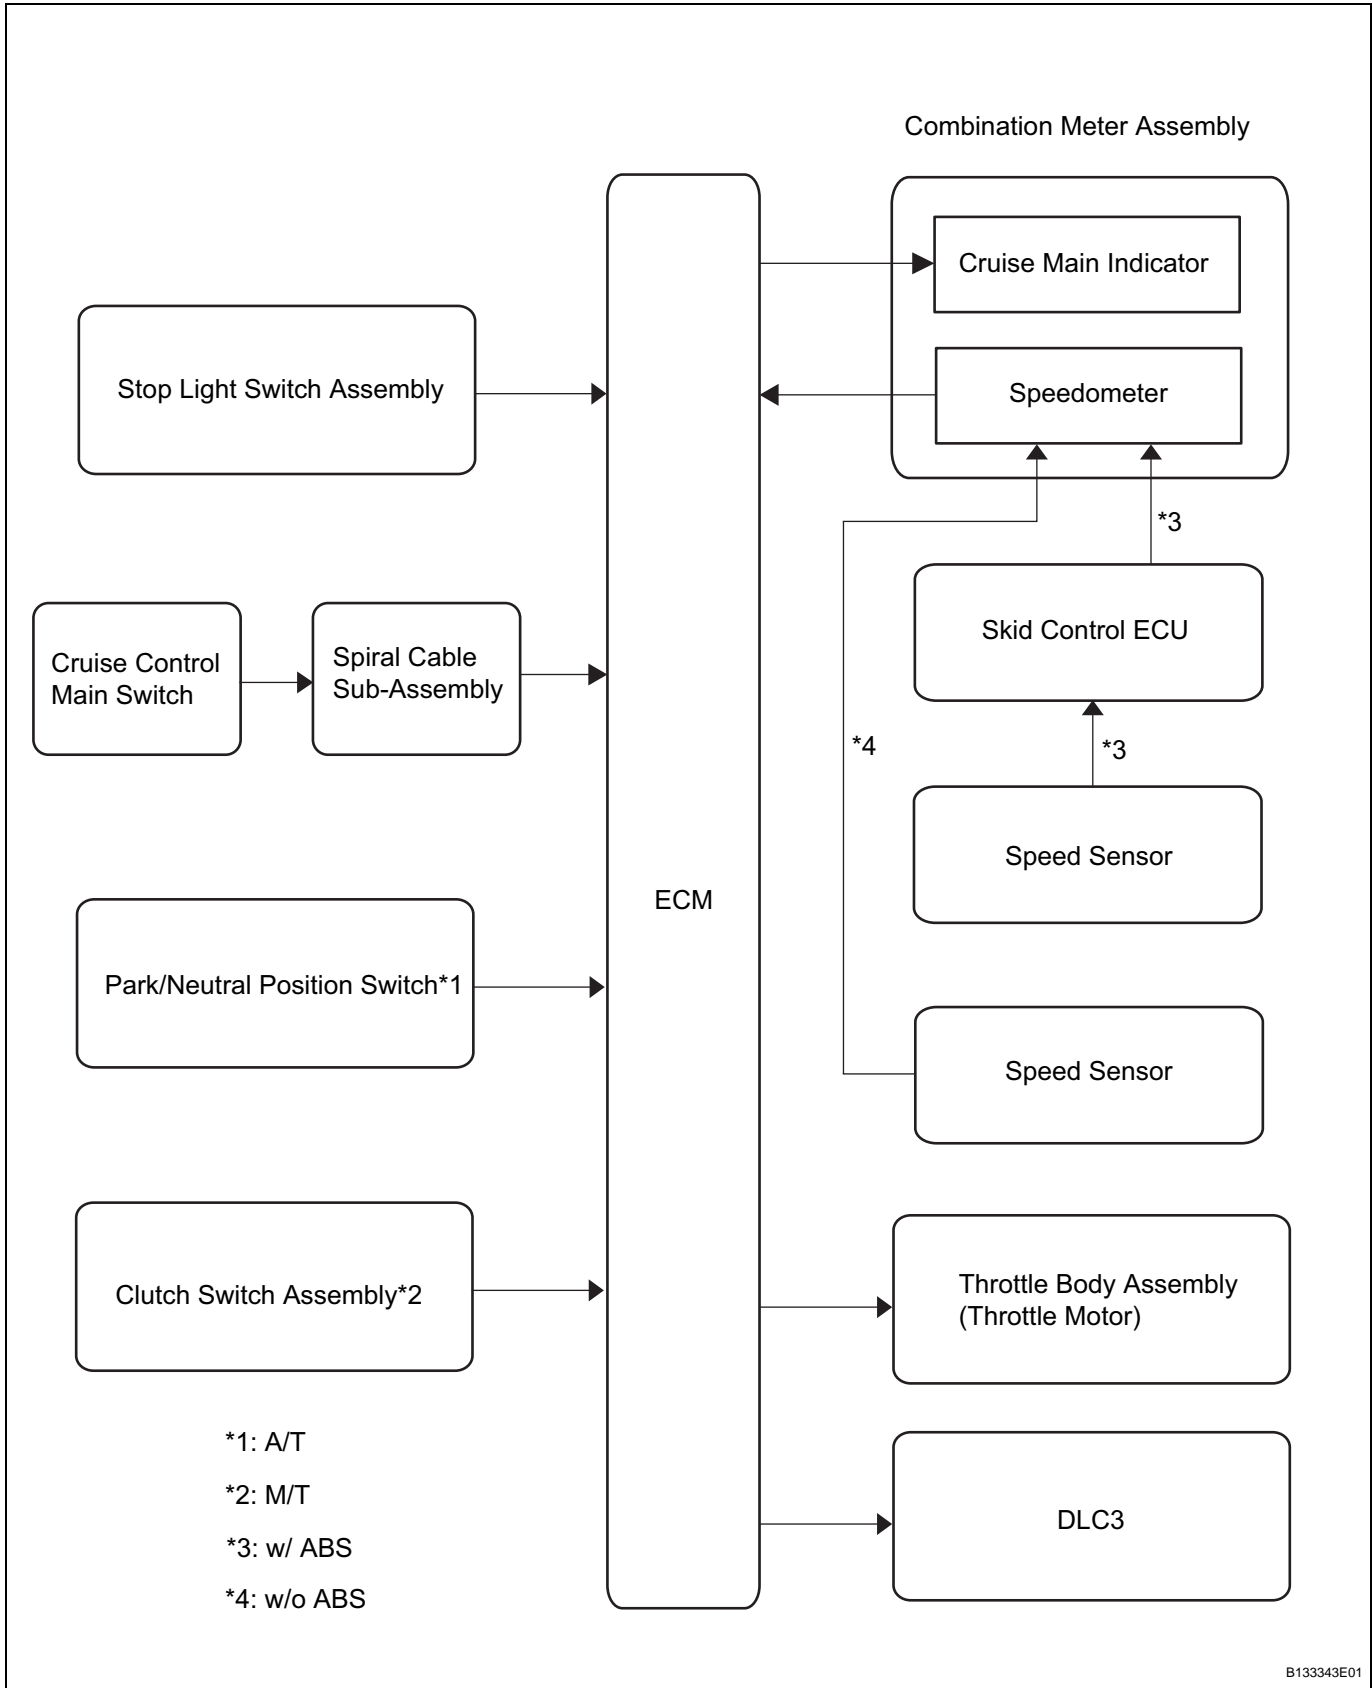 Combination Meter Assembly
Cruise Main Indicator
Stop Light Switch Assembly
Speedometer
*3
Skid Control ECU
Cruise Control
Main Switch
Spiral Cable
Sub-Assembly
*4
*3
Speed Sensor
ECM
Park/Neutral Position Switch*1
Speed Sensor
Clutch Switch Assembly*2
Throttle Body Assembly
(Throttle Motor)
*1: A/T
*2: M/T
*3: w/ ABS
*4: w/o ABS
DLC3
B133343E01